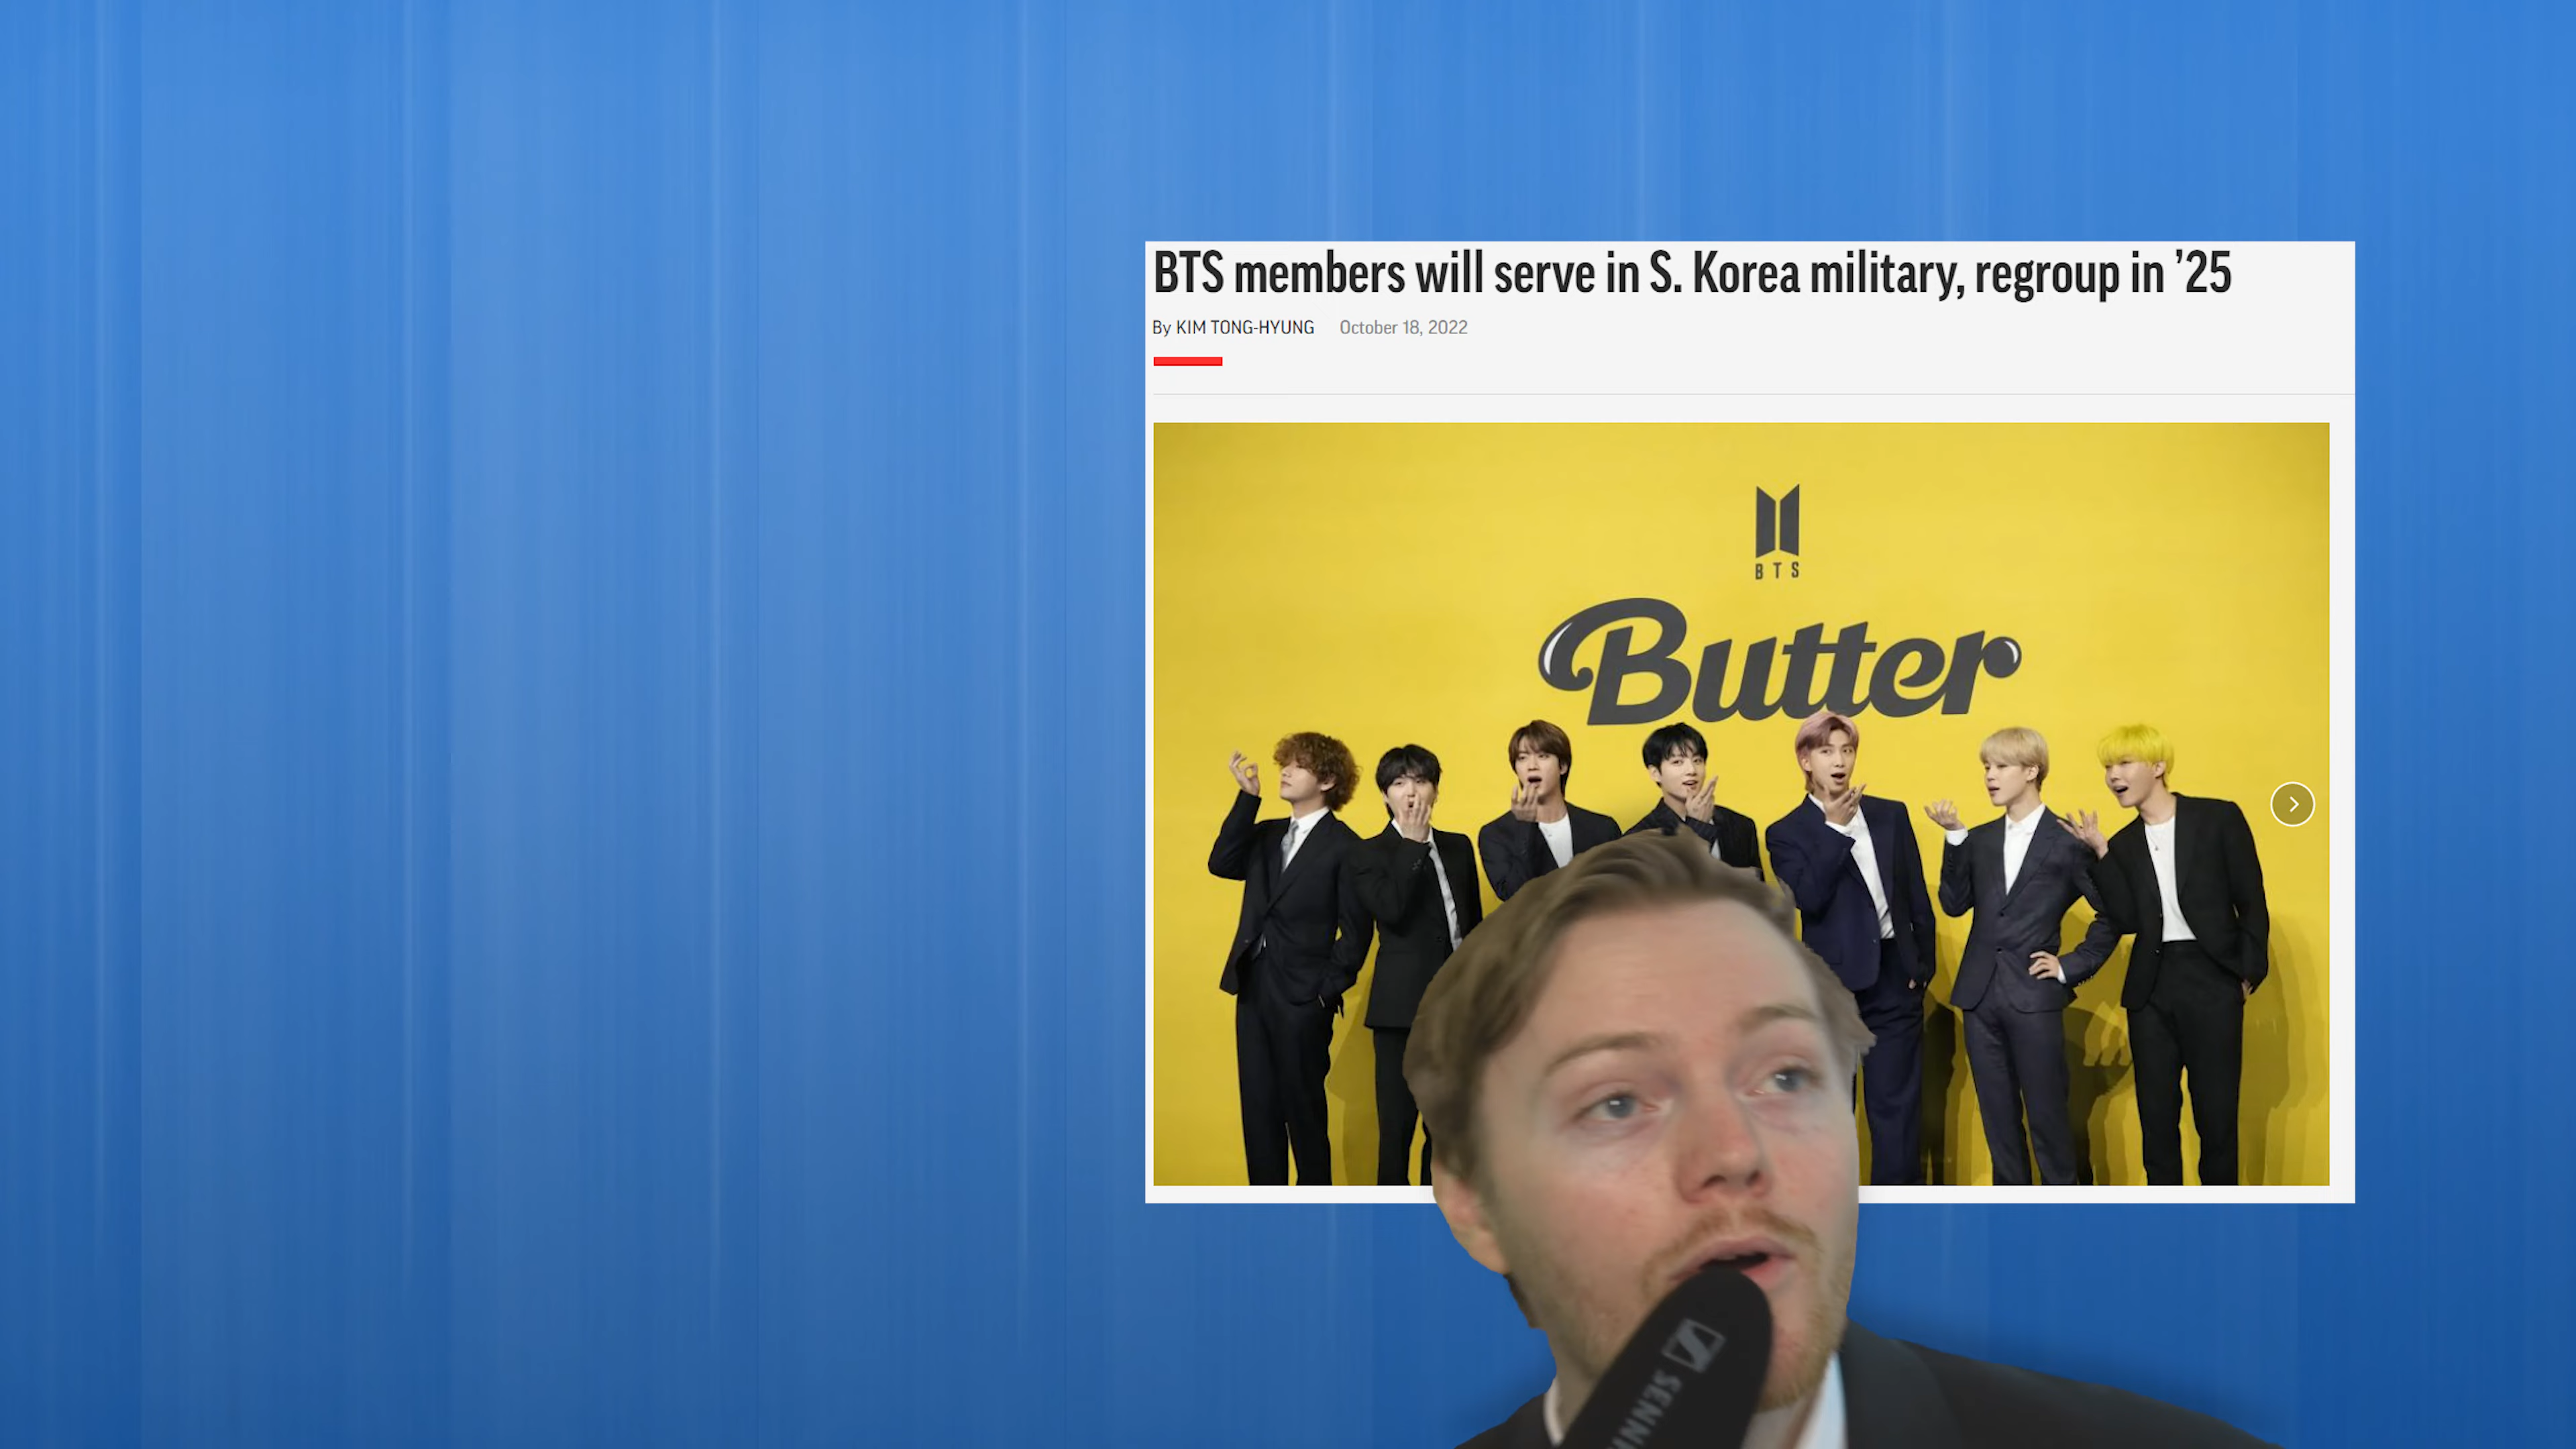 BTS members will serve in S. Korea military, regroup in ’25
By KIM TONG-HYUNG October 18, 2022
BTS
Butter
SENN